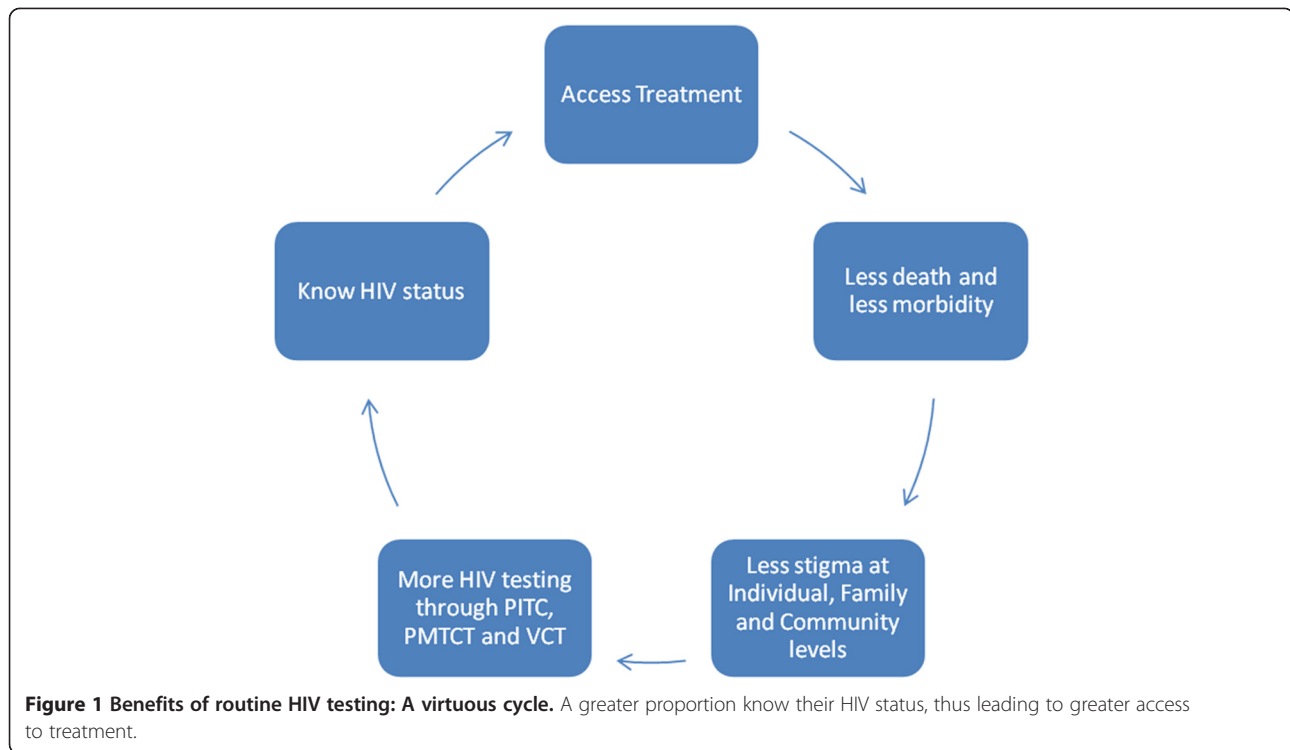 Access Treatment
Know HIV status
Less death and
less morbidity
More HIV testing
through PITC,
PMTCT and VCT
Less stigma at
Individual, Family
and Community
levels
Figure 1 Benefits of routine HIV testing: A virtuous cycle. A greater proportion know their HIV status, thus leading to greater access
to treatment.